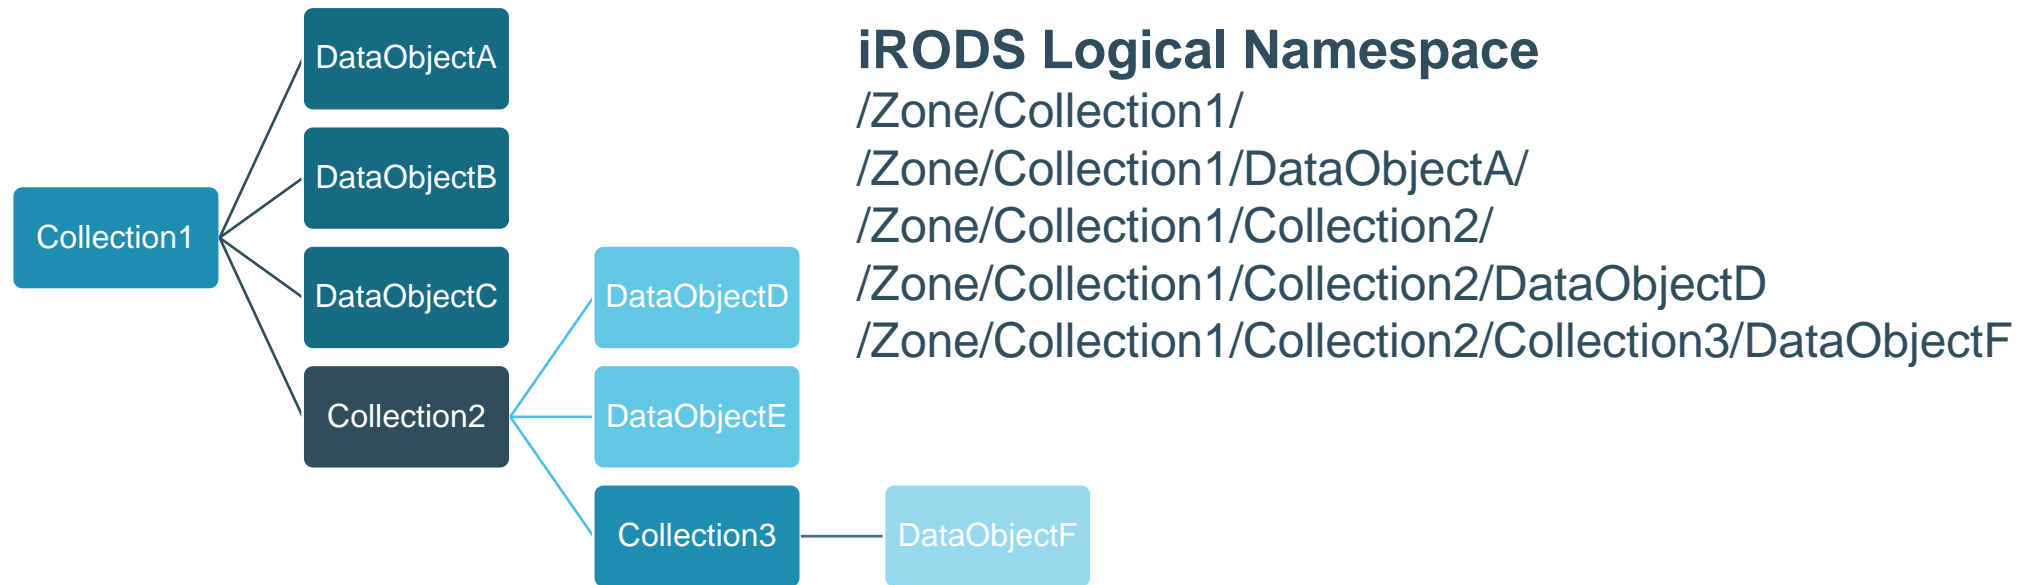 DataObjectA
DataObjectB
Collection1
DataObjectC
Collection2
DataObjectD
DataObjectE
Collection3
DataObjectF
iRODS Logical Namespace
/Zone/Collection1/
/Zone/Collection1/DataObjectA/
/Zone/Collection1/Collection2/
/Zone/Collection1/Collection2/DataObjectD
/Zone/Collection1/Collection2/Collection3/DataObjectF